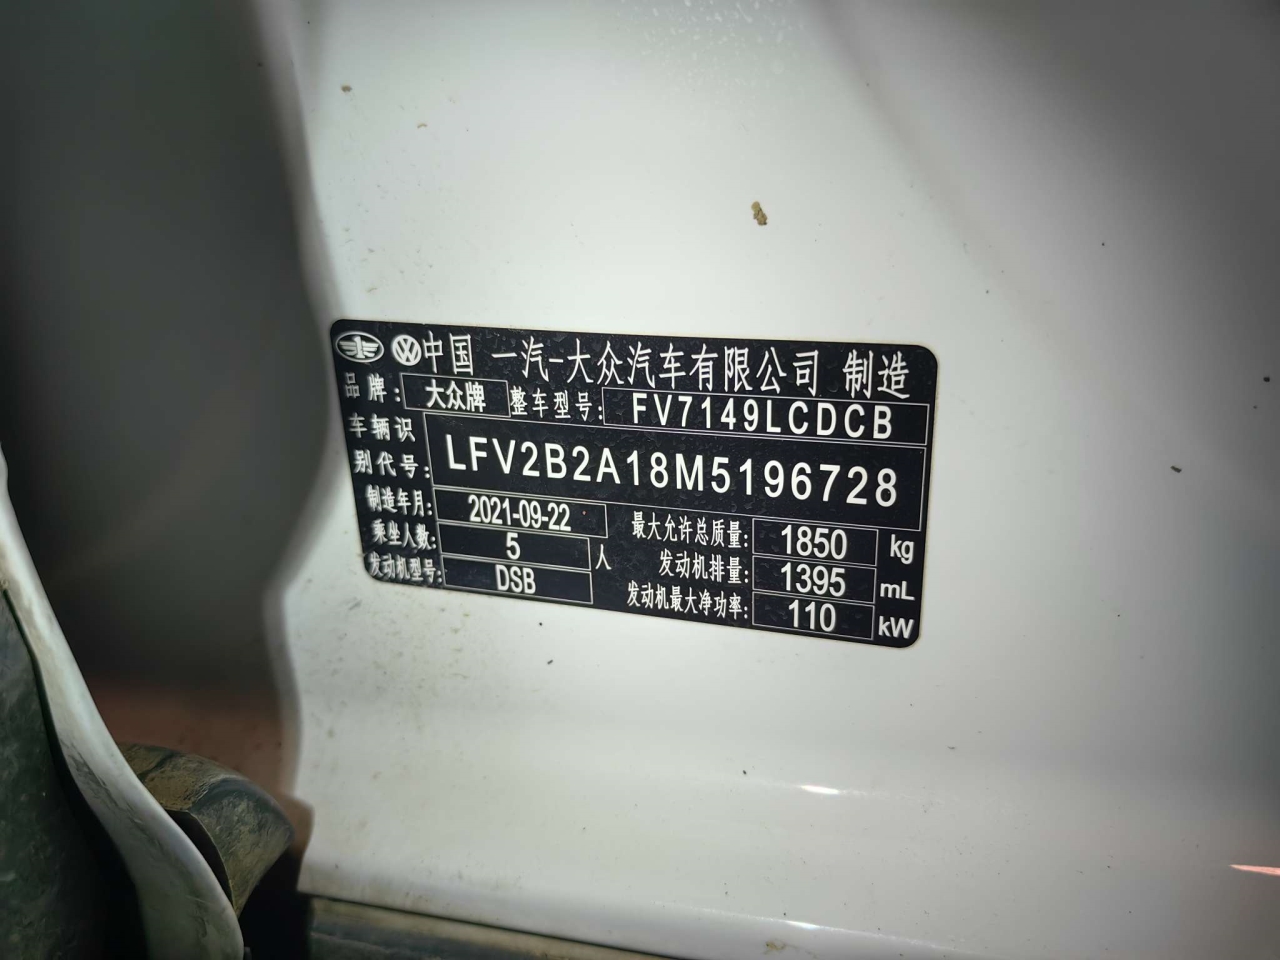 中国 一汽-大众汽车有限公司 制造
品牌: 大众牌 整车型号: FV7149LCDCB
车辆识别代号: LFV2B2A18M5196728
制造年月: 2021-09-22 最大允许总质量: 1850 kg
乘坐人数: 5 人 发动机排量: 1395 mL
发动机型号: DSB 发动机最大净功率: 110 kW